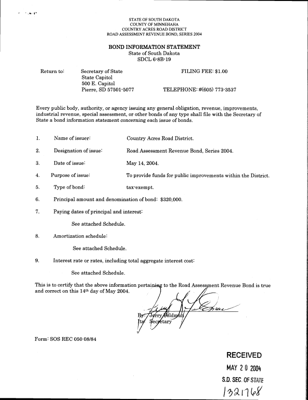 STATE OF SOUTH DAKOTA
COUNTY OF MINNEHAHA
COUNTRY ACRES ROAD DISTRICT
ROAD ASSESSMENT REVENUE BOND, SERIES 2004
BOND INFORMATION STATEMENT
State of South Dakota
SDCL 6-8B-19
Return to: Secretary of State FILING FEE: $1.00
State Capitol
500 E. Capitol
Pierre, SD 57501-5077 TELEPHONE: #(605) 773-3537
Every public body, authority, or agency issuing any general obligation, revenue, improvements,
industrial revenue, special assessment, or other bonds of any type shall file with the Secretary of
State a bond information statement concerning each issue of bonds.
1. Name of issuer: Country Acres Road District.
2. Designation of issue: Road Assessment Revenue Bond, Series 2004.
3. Date of issue: May 14, 2004.
4. Purpose of issue: To provide funds for public improvements within the District.
5. Type of bond: tax-exempt.
6. Principal amount and denomination of bond: $320,000.
7. Paying dates of principal and interest:
See attached Schedule.
8. Amortization schedule:
See attached Schedule.
9. Interest rate or rates, including total aggregate interest cost:
See attached Schedule.
This is to certify that the above information pertaining to the Road Assessment Revenue Bond is true
and correct on this 14th day of May 2004.
By: Jerry
Its: Secretary
Form: SOS REC 050 08/84
RECEIVED
MAY 20 2004
S.D. SEC. OF STATE
1321768